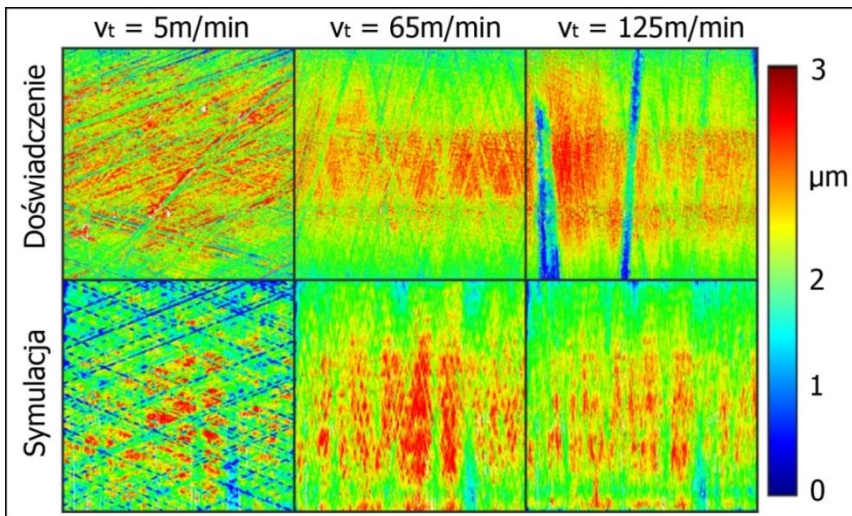 vt = 5m/min
vt = 65m/min
vt = 125m/min
Doświadczenie
Symulacja
3
µm
2
1
0